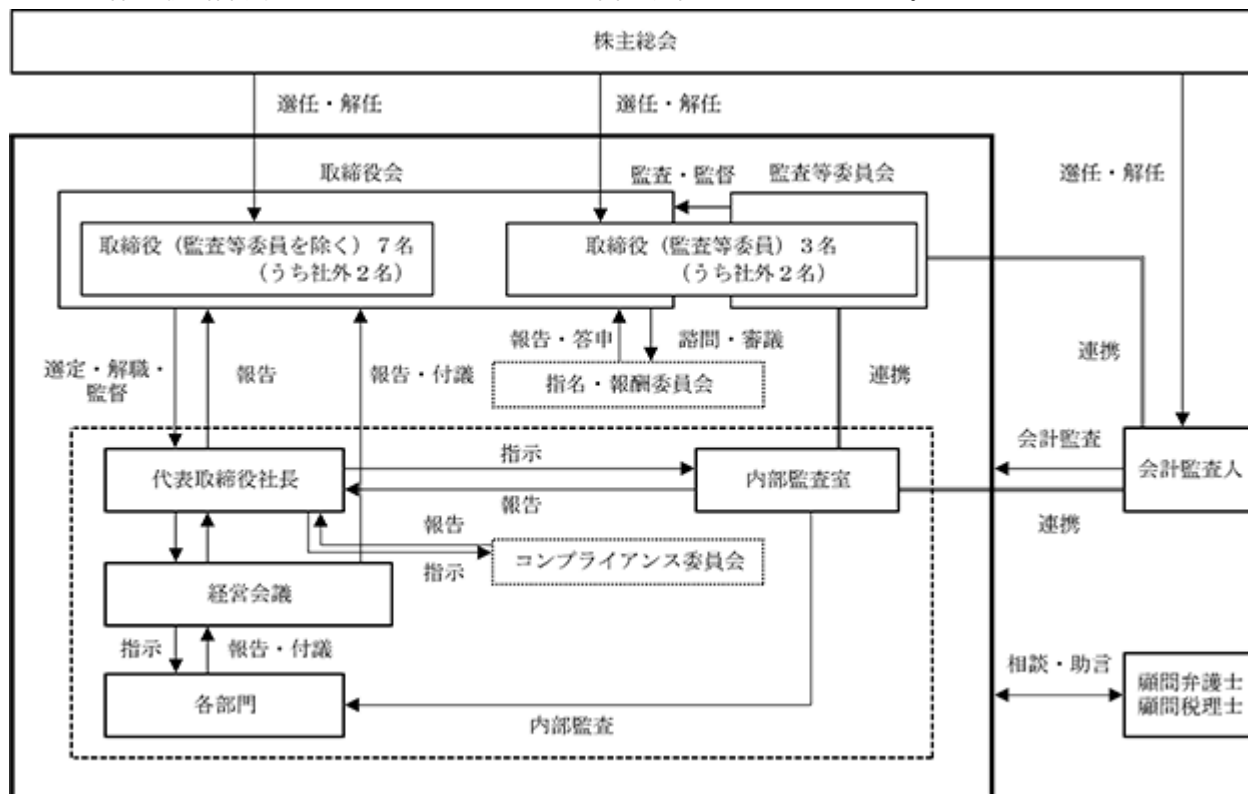 株主総会
選任・解任
選任・解任
選任・解任
取締役会
監査・監督
監査等委員会
取締役（監査等委員を除く）７名
（うち社外２名）
取締役（監査等委員）３名
（うち社外２名）
選定・解職・
監督
報告
報告・付議
報告・答申
諮問・審議
連携
連携
指名・報酬委員会
代表取締役社長
指示
報告
内部監査室
会計監査
会計監査人
連携
報告
指示
コンプライアンス委員会
経営会議
指示
報告・付議
各部門
内部監査
相談・助言
顧問弁護士
顧問税理士